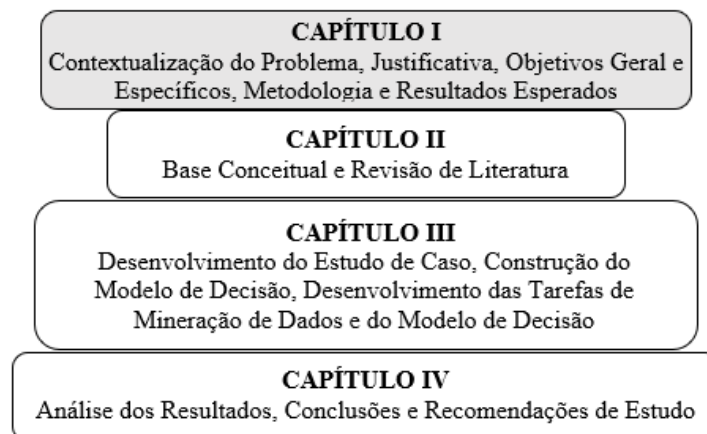 CAPÍTULO I
Contextualização do Problema, Justificativa, Objetivos Geral e
Específicos, Metodologia e Resultados Esperados
CAPÍTULO II
Base Conceitual e Revisão de Literatura
CAPÍTULO III
Desenvolvimento do Estudo de Caso, Construção do
Modelo de Decisão, Desenvolvimento das Tarefas de
Mineração de Dados e do Modelo de Decisão
CAPÍTULO IV
Análise dos Resultados, Conclusões e Recomendações de Estudo